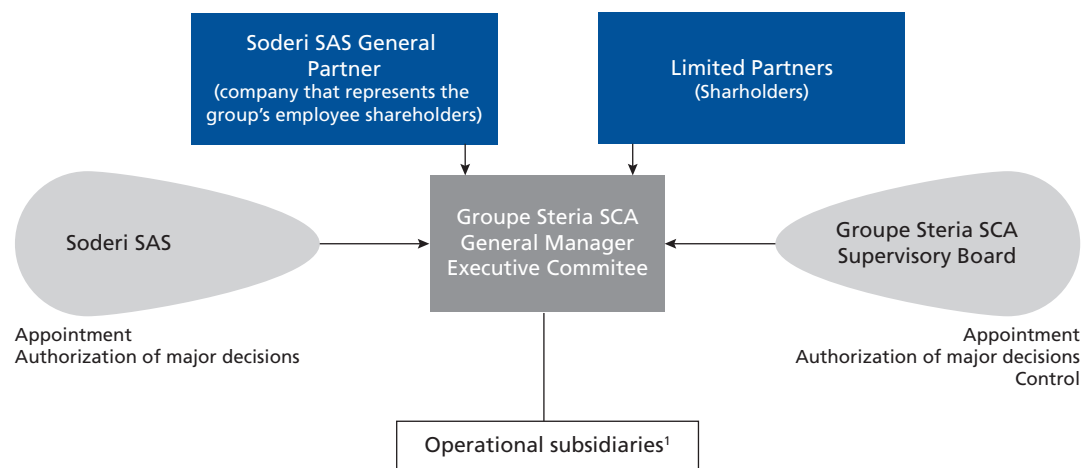 Soderi SAS General
Partner
(company that represents the
group's employee shareholders)
Limited Partners
(Sharholders)
Groupe Steria SCA
General Manager
Executive Commitee
Soderi SAS
Groupe Steria SCA
Supervisory Board
Appointment
Authorization of major decisions
Appointment
Authorization of major decisions
Control
Operational subsidiaries¹